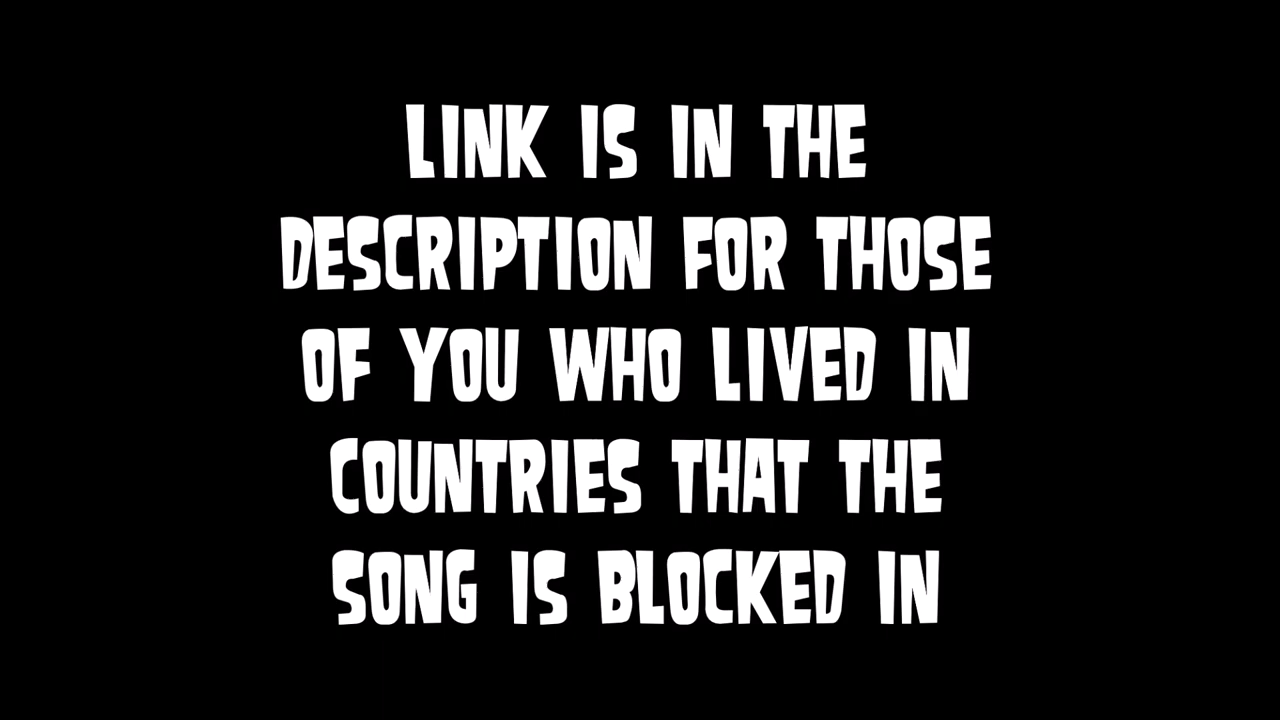 LINK IS IN THE
DESCRIPTION FOR THOSE
OF YOU WHO LIVED IN
COUNTRIES THAT THE
SONG IS BLOCKED IN